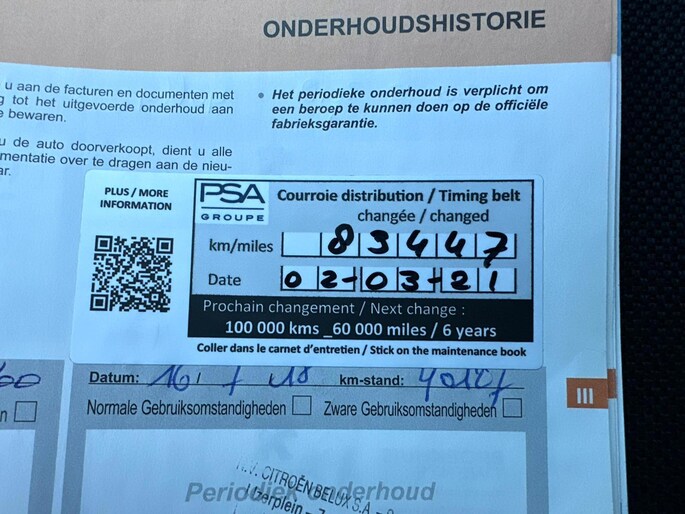 ONDERHOUDSHISTORIE
u aan de facturen en documenten met
tot het uitgevoerde onderhoud aan
bewaren.
u de auto doorverkoopt, dient u alle
mentatie over te dragen aan de nieu-
ar.
• Het periodieke onderhoud is verplicht om
een beroep te kunnen doen op de officiële
fabrieksgarantie.
PLUS / MORE
INFORMATION
PSA
GROUPE
Courroie distribution / Timing belt
changée / changed
km/miles 83447
Date 02-03-21
Prochain changement / Next change :
100 000 kms _60 000 miles / 6 years
Coller dans le carnet d'entretien / Stick on the maintenance book
Datum: 16/ / 18 km-stand:
Normale Gebruiksomstandigheden Zware Gebruiksomstandigheden
III
N.V. CITROËN BELUX S.A.
Periodiek onderhoud
IJzerplein